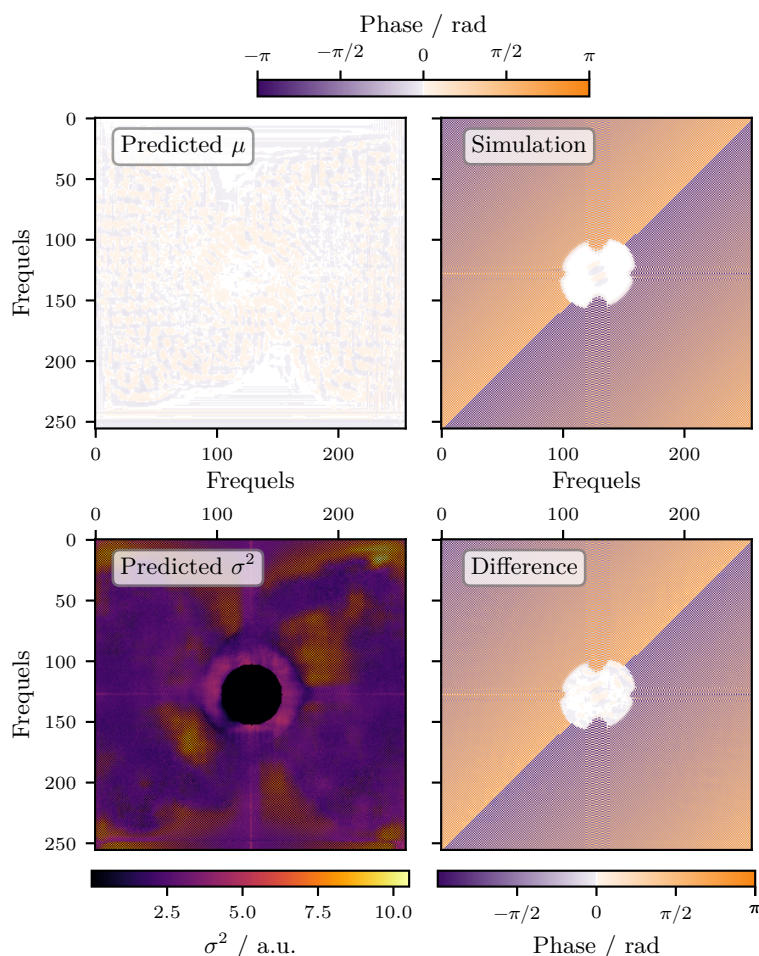 Phase / rad
−π −π/2 0 π/2 π
Predicted μ
Simulation
0
50
100
150
200
250
Frequels
0 100 200
Frequels
0 100 200
Frequels
0 100 200
0 100 200
Predicted σ²
Difference
0
50
100
150
200
250
Frequels
2.5 5.0 7.5 10.0
σ² / a.u.
−π/2 0 π/2 π
Phase / rad